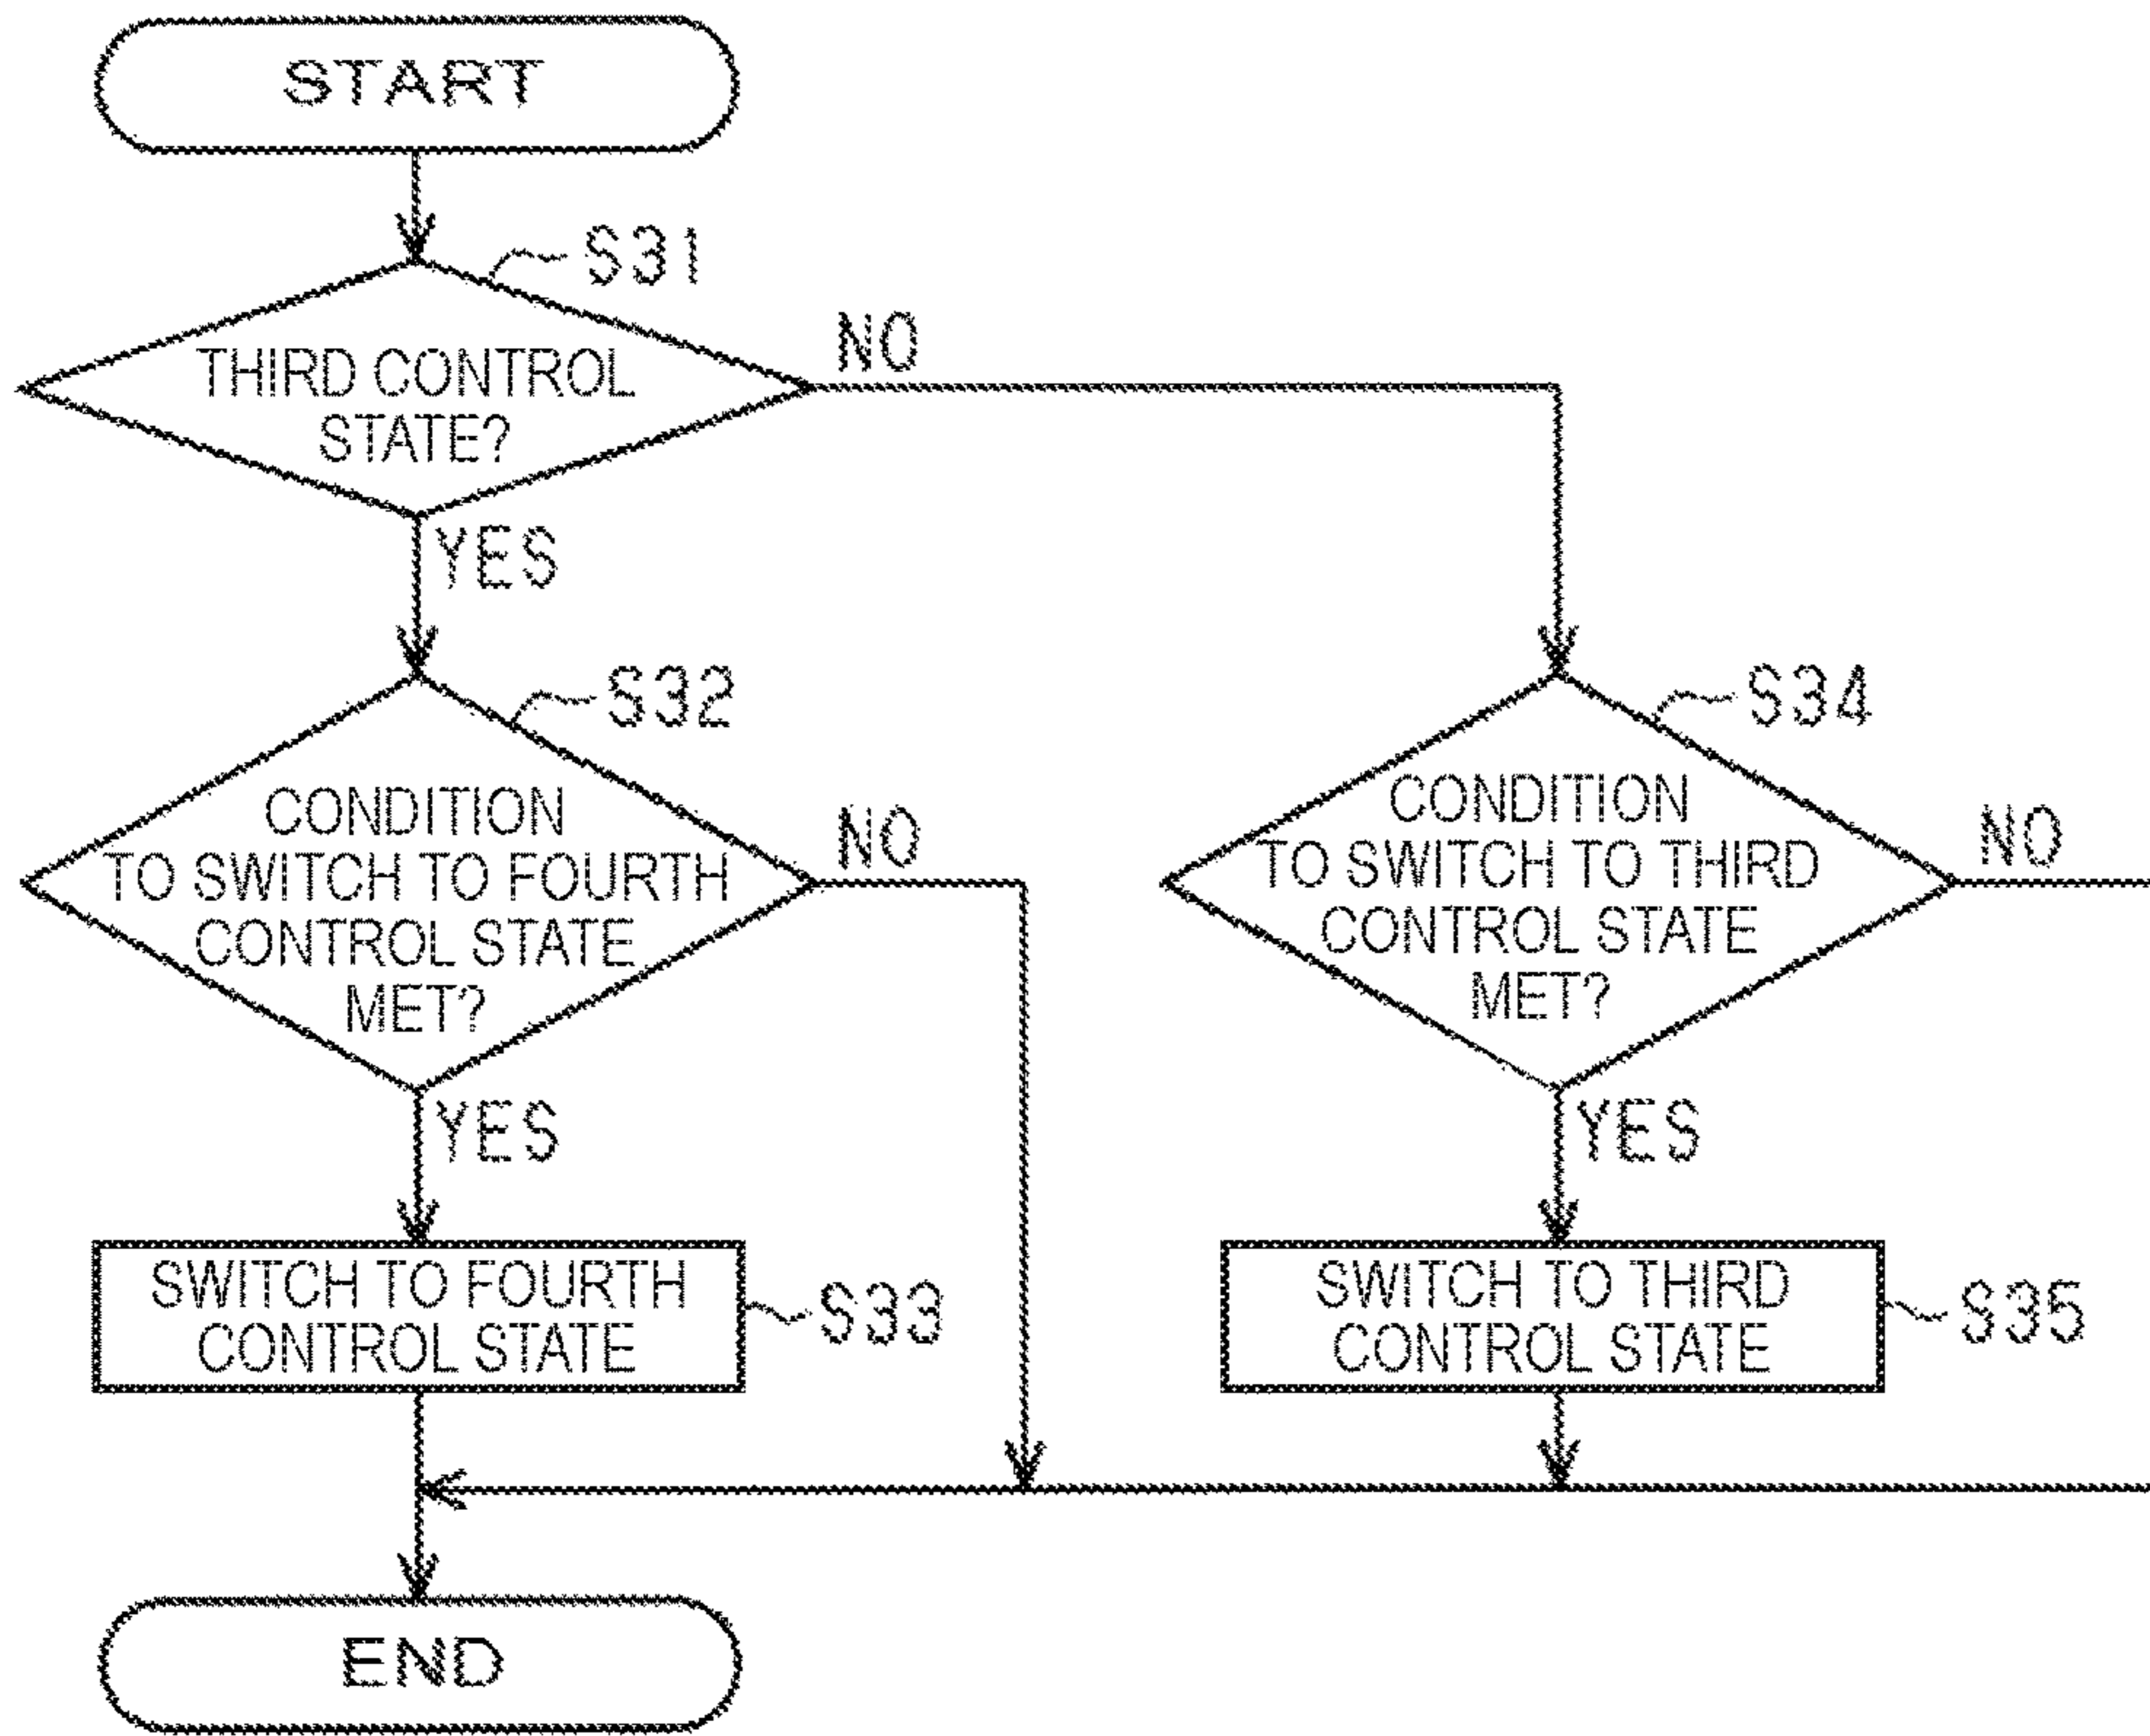 START
S31
THIRD CONTROL
STATE?
NO
YES
S32
CONDITION
TO SWITCH TO FOURTH
CONTROL STATE
MET?
NO
YES
S34
CONDITION
TO SWITCH TO THIRD
CONTROL STATE
MET?
NO
YES
SWITCH TO FOURTH
CONTROL STATE
S33
SWITCH TO THIRD
CONTROL STATE
S35
END